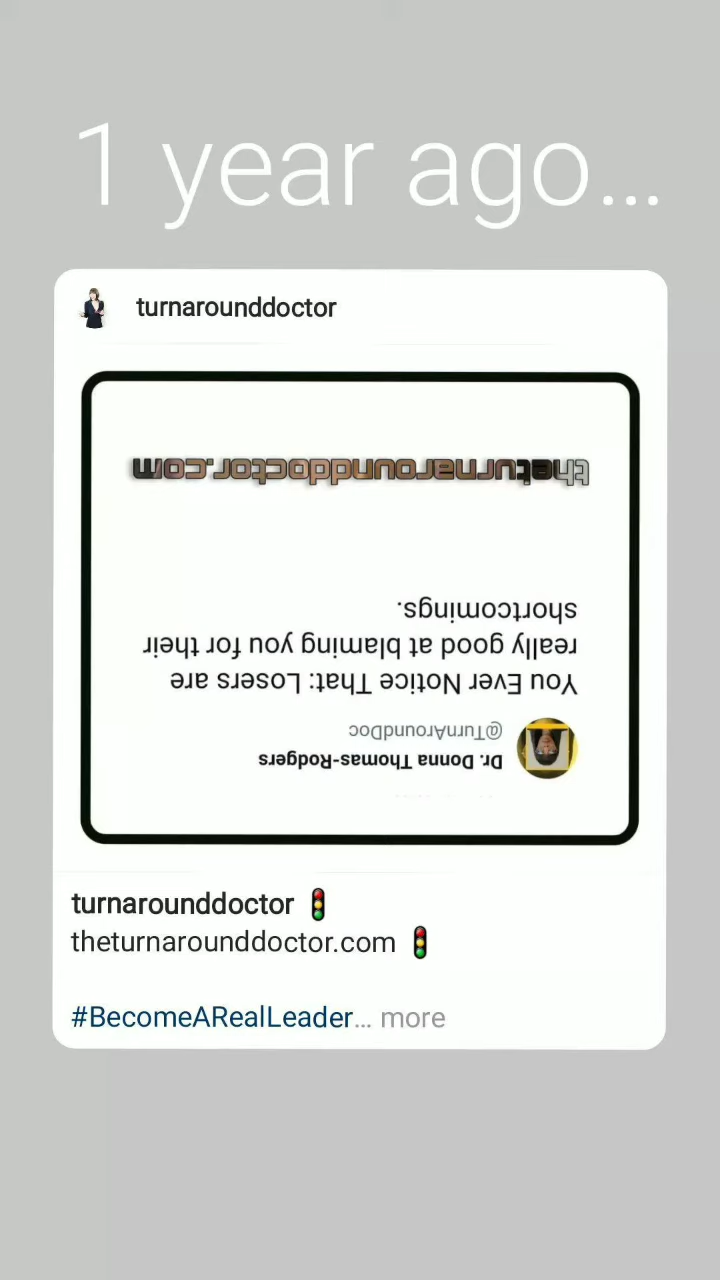 1 year ago...
turnarounddoctor
Dr. Donna Thomas-Rodgers
@TurnAroundDoc
You Ever Notice That: Losers are
really good at blaming you for their
shortcomings.
theturnarounddoctor.com
turnarounddoctor 🚦
theturnarounddoctor.com 🚦
#BecomeARealLeader... more